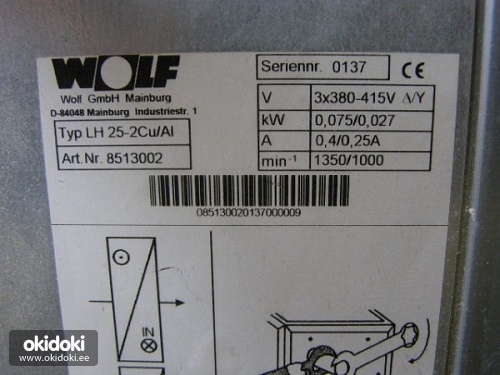 WOLF
Wolf GmbH Mainburg
D-84048 Mainburg Industriestr. 1
Typ LH 25-2Cu/Al
Art.Nr. 8513002
Seriennr. 0137 CE
V 3x380-415V Δ/Y
kW 0,075/0,027
A 0,4/0,25A
min⁻¹ 1350/1000
085130020137000009
IN
okidoki
www.okidoki.ee